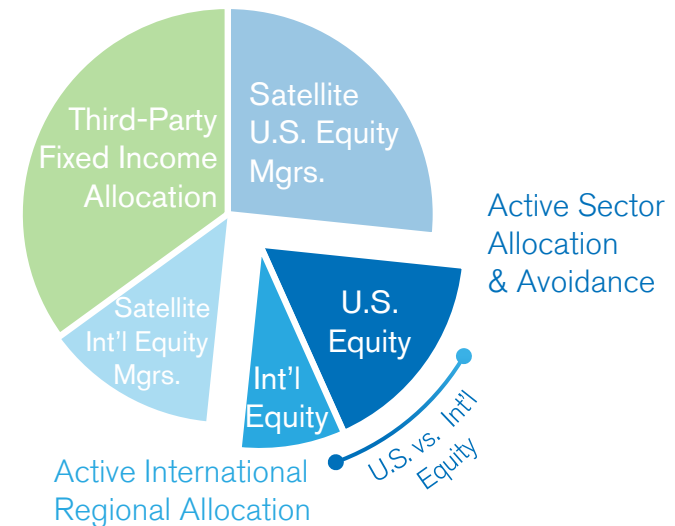 Third-Party
Fixed Income
Allocation
Satellite
U.S. Equity
Mgrs.
Active Sector
Allocation
& Avoidance
U.S.
Equity
Satellite
Int'l Equity
Mgrs.
Int'l
Equity
U.S. vs. Int'l
Equity
Active International
Regional Allocation